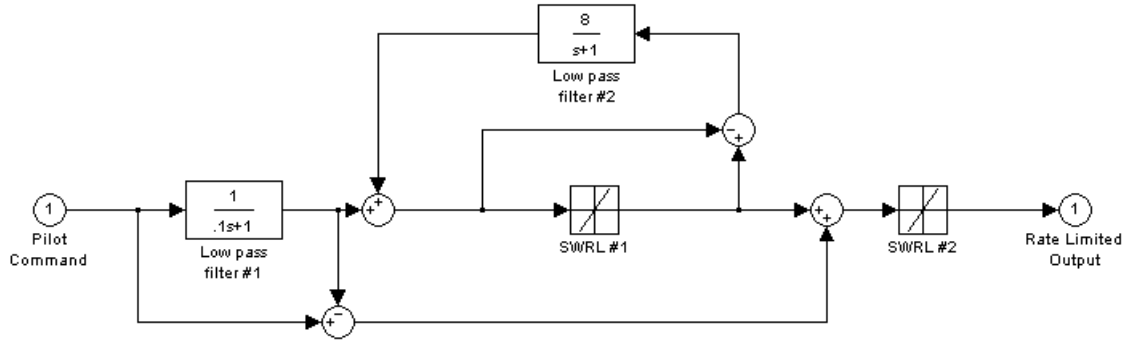 8
s+1
Low pass
filter #2
-
+
1
Pilot
Command
1
.1s+1
Low pass
filter #1
+
+
SWRL #1
+
+
SWRL #2
1
Rate Limited
Output
+
-